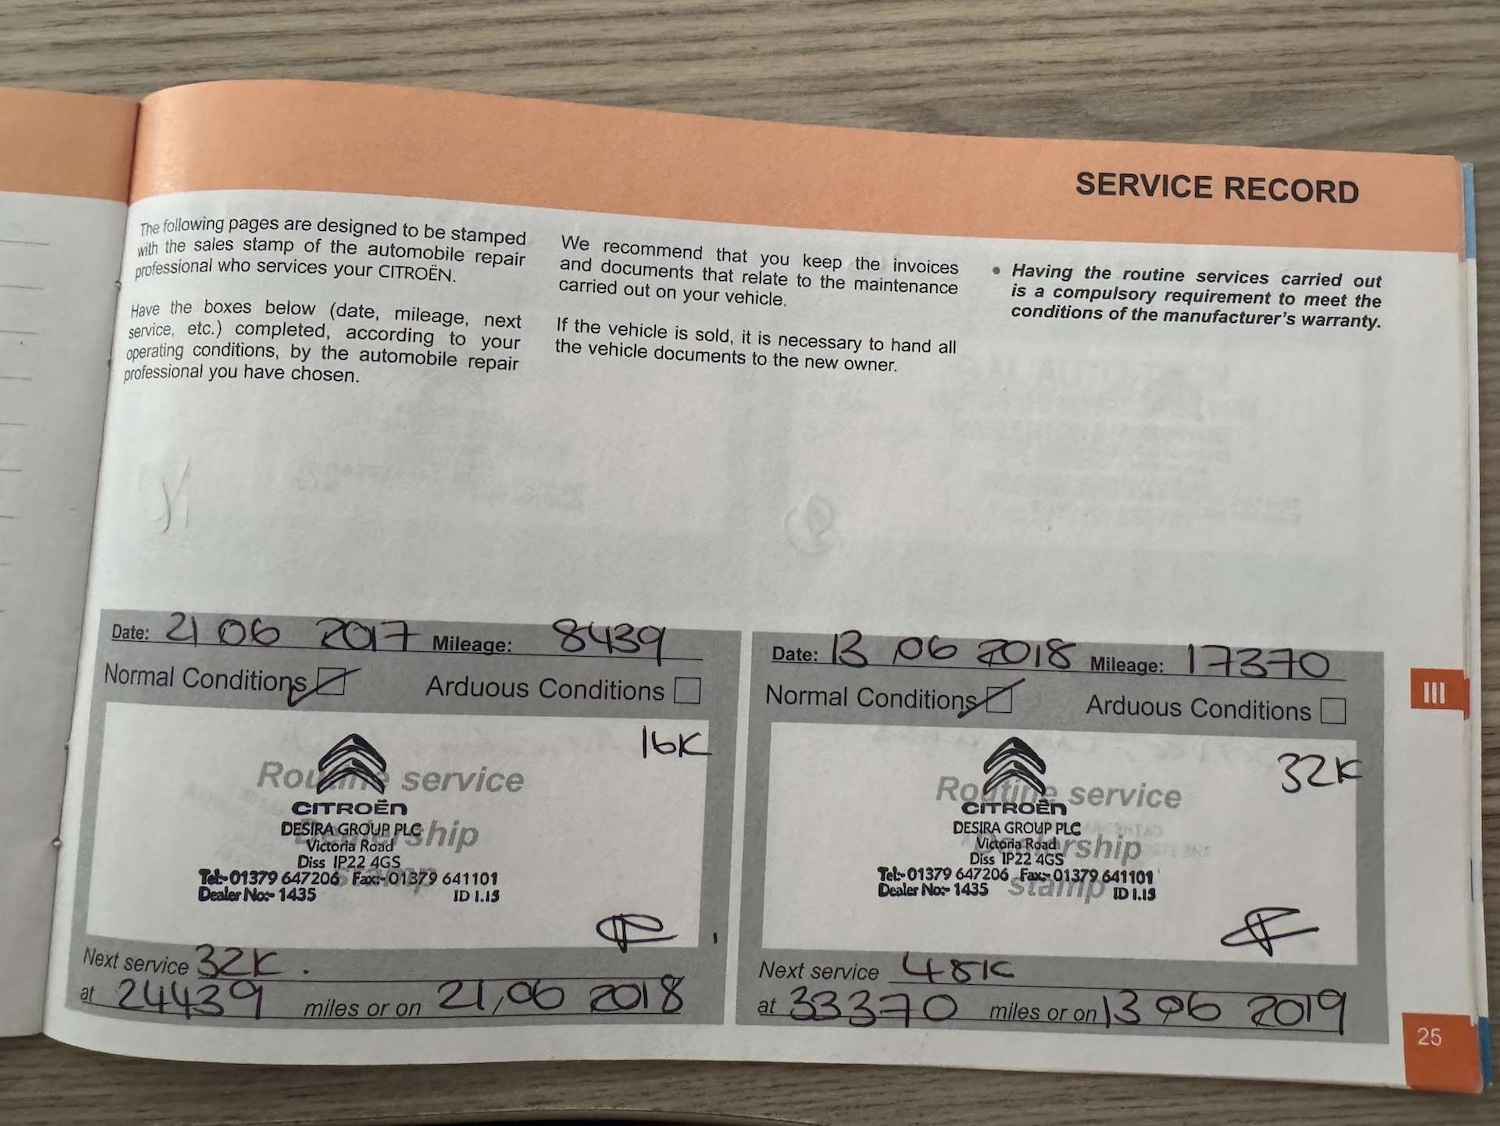 SERVICE RECORD
The following pages are designed to be stamped
with the sales stamp of the automobile repair
professional who services your CITROËN.
Have the boxes below (date, mileage, next
service, etc.) completed, according to your
operating conditions, by the automobile repair
professional you have chosen.
We recommend that you keep the invoices
and documents that relate to the maintenance
carried out on your vehicle.
If the vehicle is sold, it is necessary to hand all
the vehicle documents to the new owner.
• Having the routine services carried out
is a compulsory requirement to meet the
conditions of the manufacturer's warranty.
Date: 21 06 2017 Mileage: 8439
Normal Conditions Arduous Conditions
16K
Routine service
CITROËN
DESIRA GROUP PLC
Dealership
Victoria Road
Diss IP22 4GS
stamp
Tel:- 01379 647206 Fax:- 01379 641101
Dealer No:- 1435 ID 1.15
Next service 32K.
at 24439 miles or on 21,06 2018
Date: 13 06 2018 Mileage: 17370
Normal Conditions Arduous Conditions
32K
Routine service
CITROËN
DESIRA GROUP PLC
Dealership
Victoria Road
Diss IP22 4GS
Tel:- 01379 647206 Fax:- 01379 641101
stamp
Dealer No:- 1435 ID 1.15
Next service 48K
at 33370 miles or on 13 06 2019
III
25